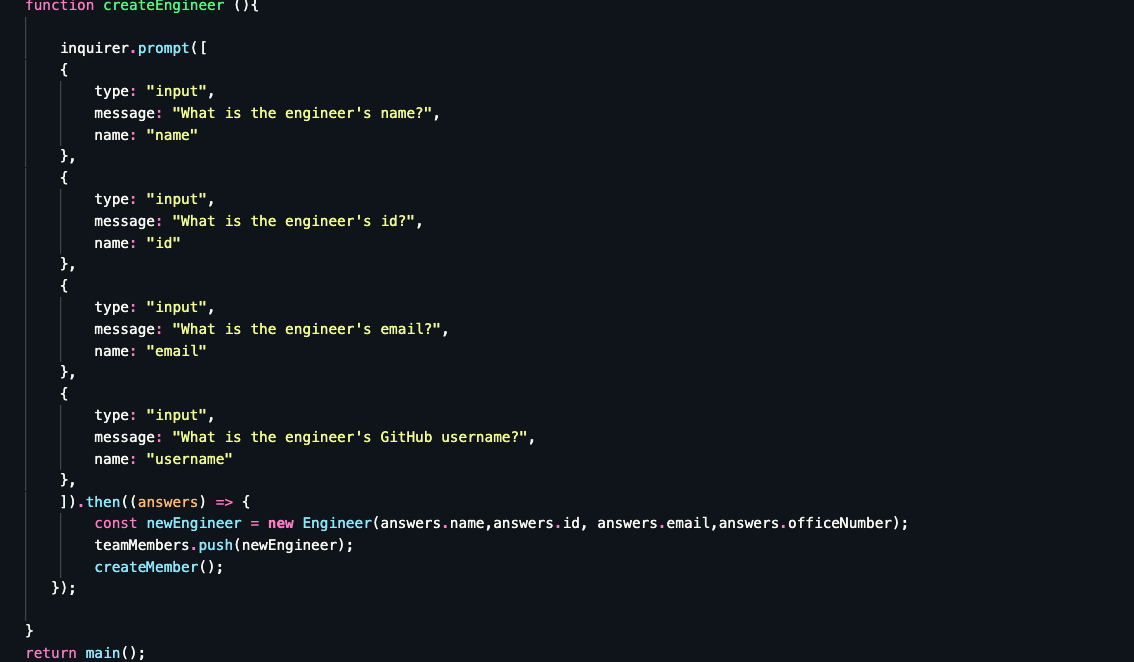 function createEngineer (){
inquirer.prompt([
{
type: "input",
message: "What is the engineer's name?",
name: "name"
},
{
type: "input",
message: "What is the engineer's id?",
name: "id"
},
{
type: "input",
message: "What is the engineer's email?",
name: "email"
},
{
type: "input",
message: "What is the engineer's GitHub username?",
name: "username"
},
]).then((answers) => {
const newEngineer = new Engineer(answers.name,answers.id, answers.email,answers.officeNumber);
teamMembers.push(newEngineer);
createMember();
});
}
return main();